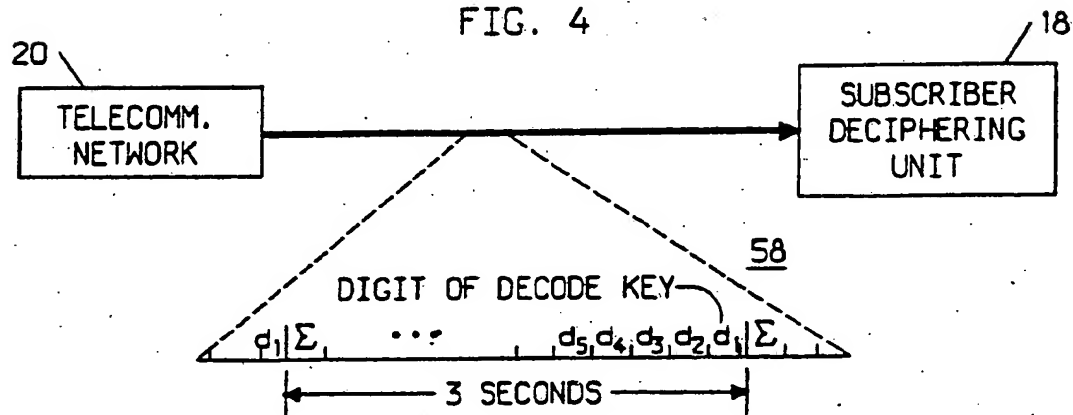 FIG. 4
20
18
TELECOMM.
NETWORK
SUBSCRIBER
DECIPHERING
UNIT
58
DIGIT OF DECODE KEY
d₁ Σ ... d₅ d₄ d₃ d₂ d₁ Σ
3 SECONDS